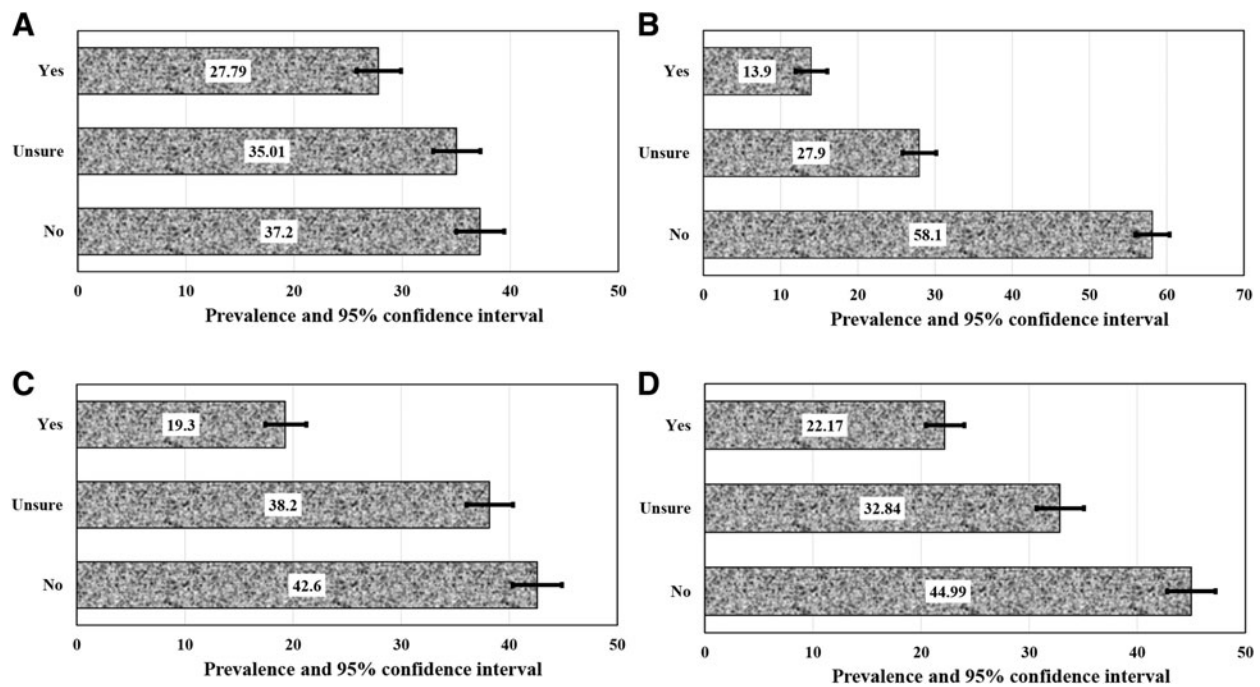 A
Yes
27.79
Unsure
35.01
No
37.2
0 10 20 30 40 50
Prevalence and 95% confidence interval
B
Yes
13.9
Unsure
27.9
No
58.1
0 10 20 30 40 50 60 70
Prevalence and 95% confidence interval
C
Yes
19.3
Unsure
38.2
No
42.6
0 10 20 30 40 50
Prevalence and 95% confidence interval
D
Yes
22.17
Unsure
32.84
No
44.99
0 10 20 30 40 50
Prevalence and 95% confidence interval